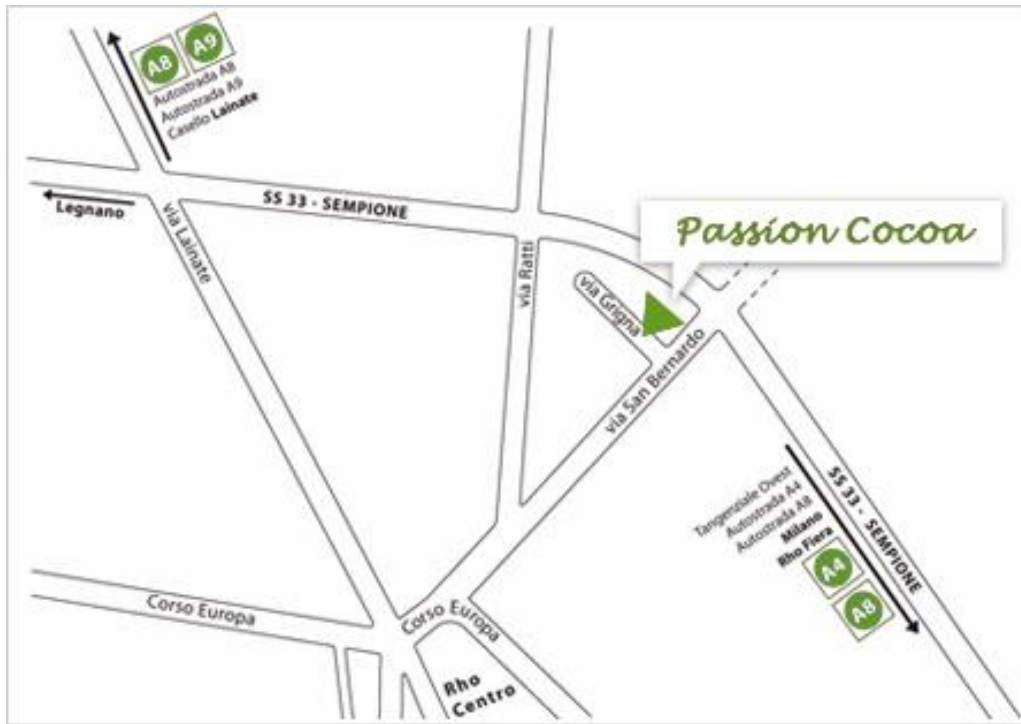 A8 A9
Autostrada A8
Autostrada A9
Casello Lainate
Legnano
SS 33 - SEMPIONE
via Lainate
via Ratti
Passion Cocoa
via Grigna
via San Bernardo
Tangenziale Ovest
Autostrada A4
Autostrada A8
Milano
Rho Fiera
A4
A8
SS 33 - SEMPIONE
Corso Europa
Corso Europa
Rho
Centro